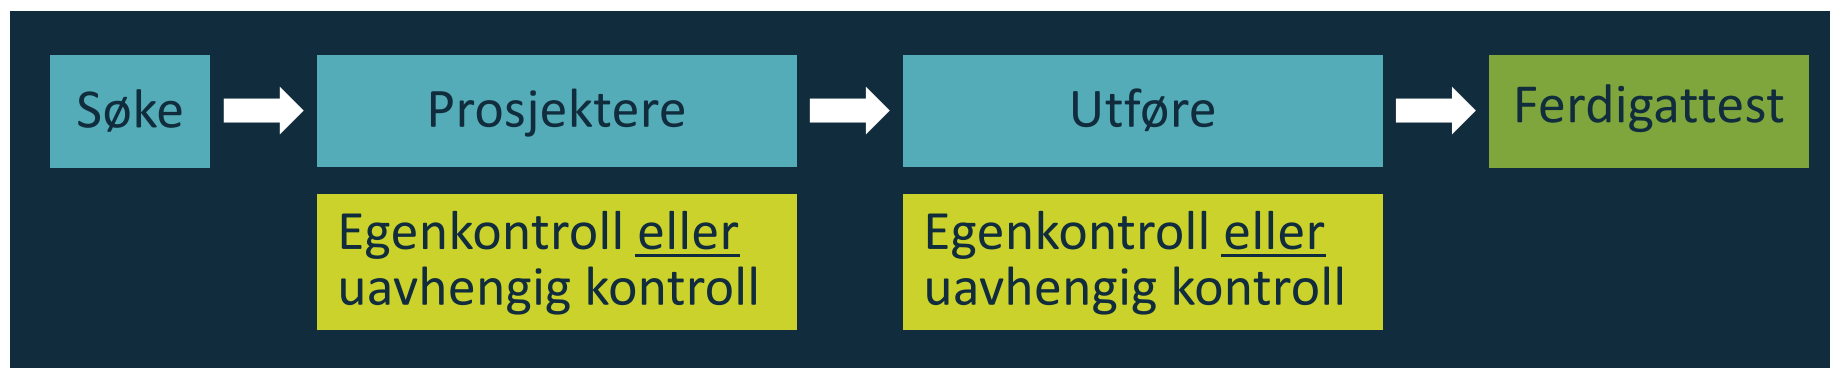 Søke
Prosjektere
Utføre
Ferdigattest
Egenkontroll eller
uavhengig kontroll
Egenkontroll eller
uavhengig kontroll